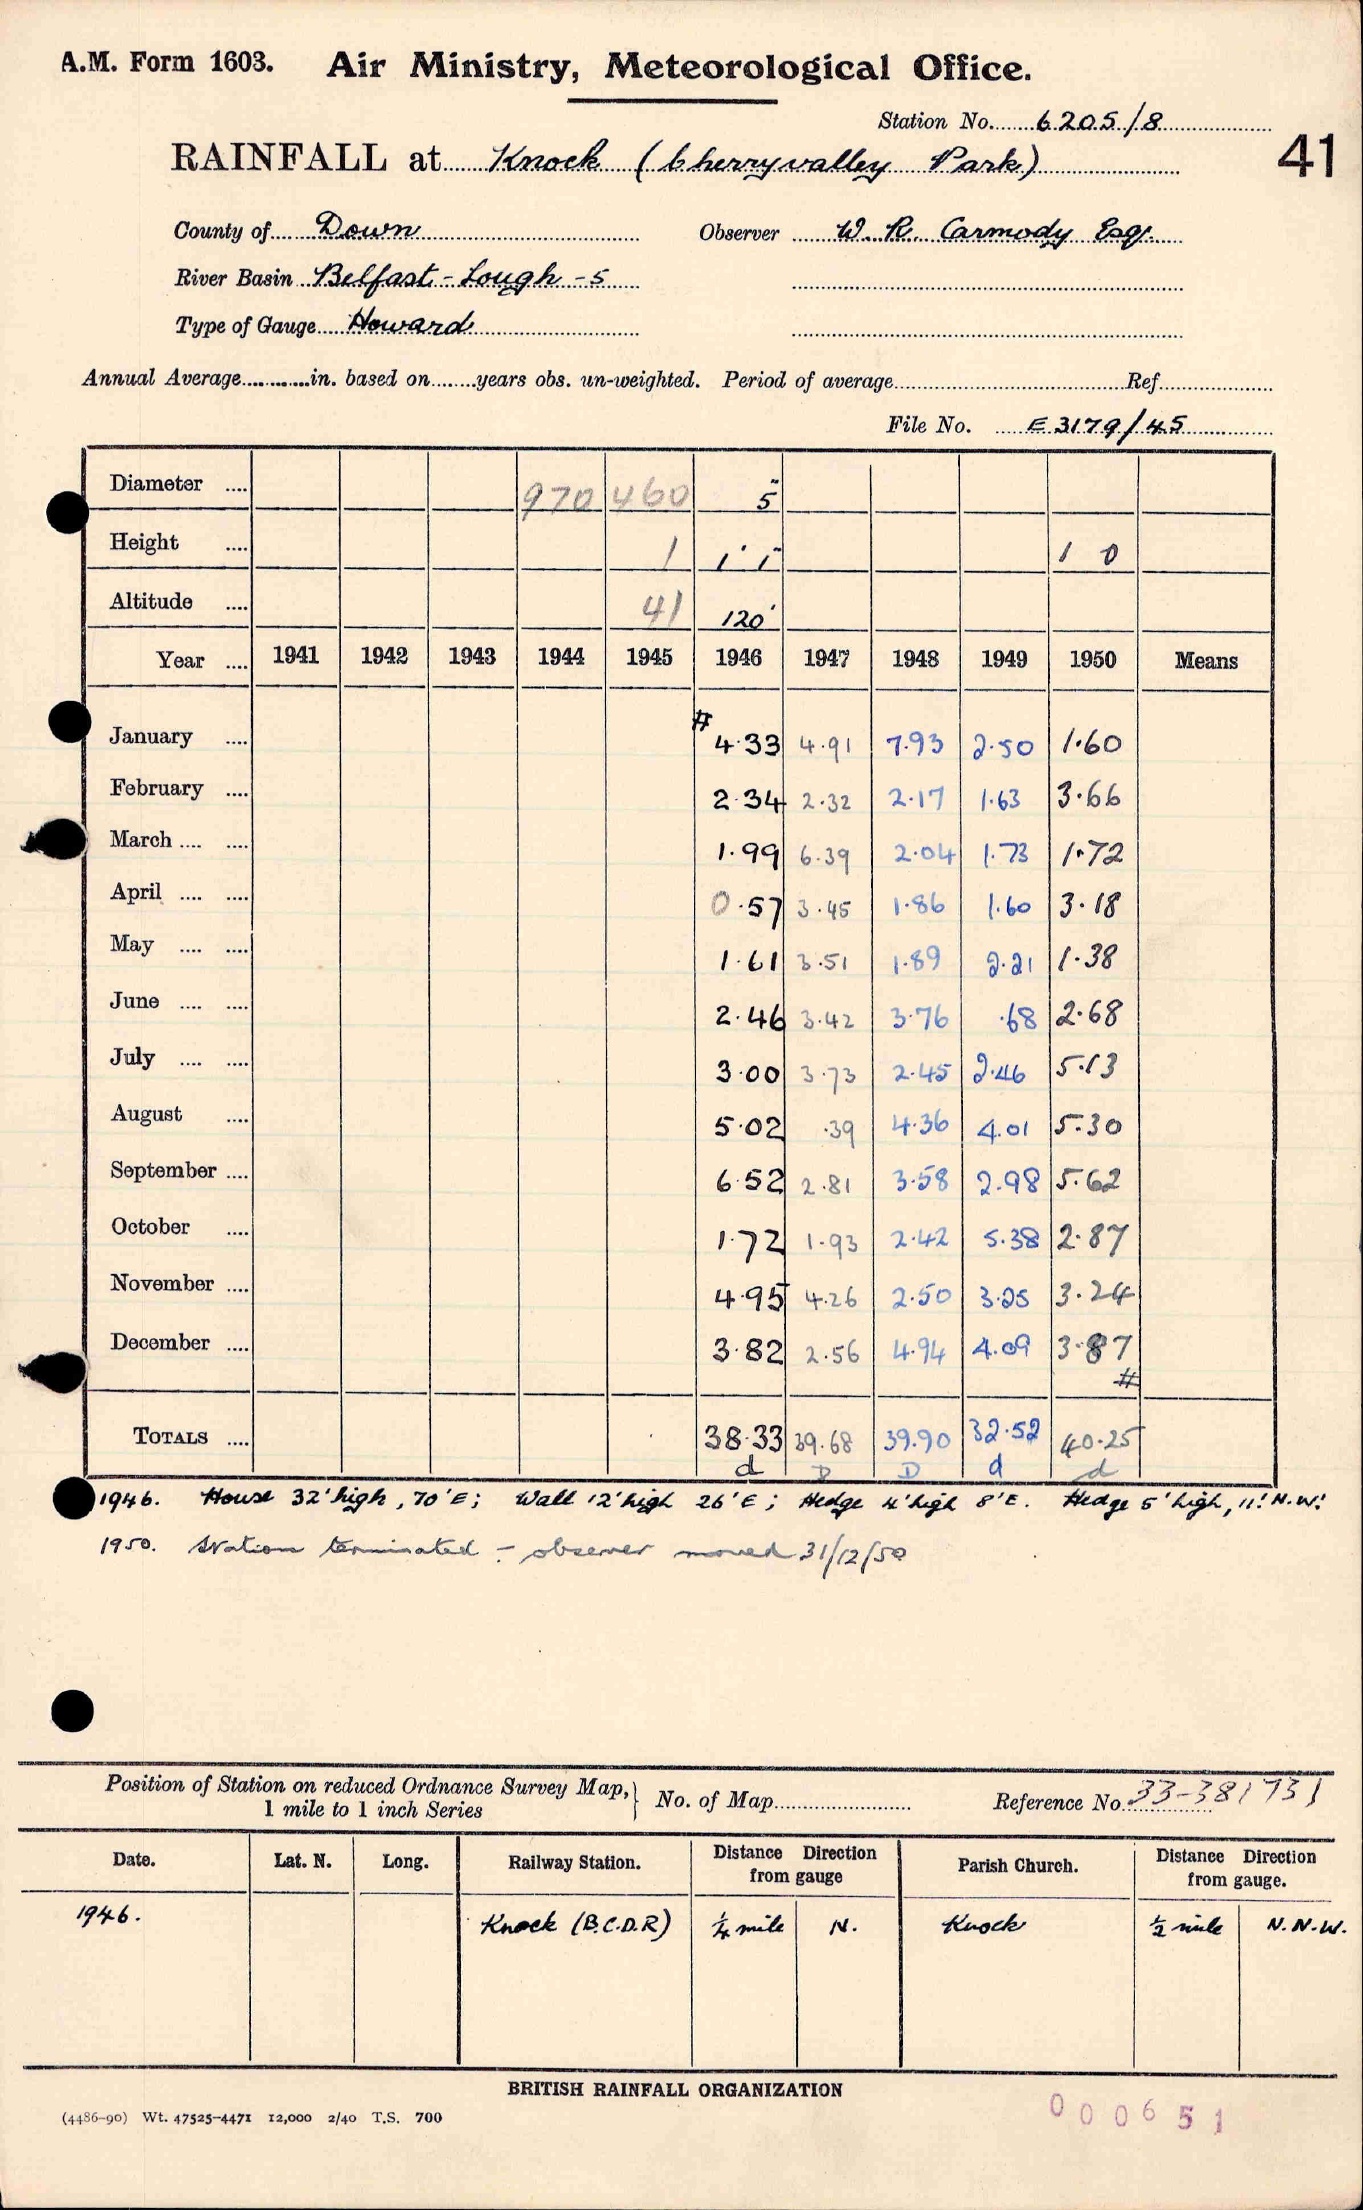 A.M. Form 1603. Air Ministry, Meteorological Office.
Station No. 6205/8
RAINFALL at Knock (Cherryvalley Park) 41
County of Down Observer W. R. Carmody Esq.
River Basin Belfast-Lough-5
Type of Gauge Howard
Annual Average............in. based on........years obs. un-weighted. Period of average.......... Ref..........
File No. E3179/45
Diameter .... 970 460 5"
Height .... 1 1' 1" 1 0
Altitude .... 41 120'
Year .... 1941 1942 1943 1944 1945 1946 1947 1948 1949 1950 Means
January .... # 4.33 4.91 7.93 2.50 1.60
February .... 2.34 2.32 2.17 1.63 3.66
March .... .... 1.99 6.39 2.04 1.73 1.72
April .... .... 0.57 3.45 1.86 1.60 3.18
May .... .... 1.61 3.51 1.89 2.21 1.38
June .... .... 2.46 3.42 3.76 .68 2.68
July .... .... 3.00 3.73 2.45 2.46 5.13
August .... 5.02 .39 4.36 4.01 5.30
September .... 6.52 2.81 3.58 2.98 5.62
October .... 1.72 1.93 2.42 5.38 2.87
November .... 4.95 4.26 2.50 3.25 3.24
December .... 3.82 2.56 4.94 4.09 3.87 #
TOTALS .... 38.33 39.68 39.90 32.52 40.25
d D D d d
1946. House 32' high, 70' E; Wall 12' high 26' E; Hedge 4' high 8' E. Hedge 5' high, 11' N.W.
1950. Station terminated - observer moved 31/12/50
Position of Station on reduced Ordnance Survey Map,} No. of Map.......... Reference No. 33-381731
1 mile to 1 inch Series
Date. Lat. N. Long. Railway Station. Distance from gauge Direction Parish Church. Distance from gauge. Direction
1946. Knock (B.C.D.R) ¼ mile N. Knock ½ mile N.N.W.
BRITISH RAINFALL ORGANIZATION
(4486-90) Wt. 47525-4471 12,000 2/40 T.S. 700
000651